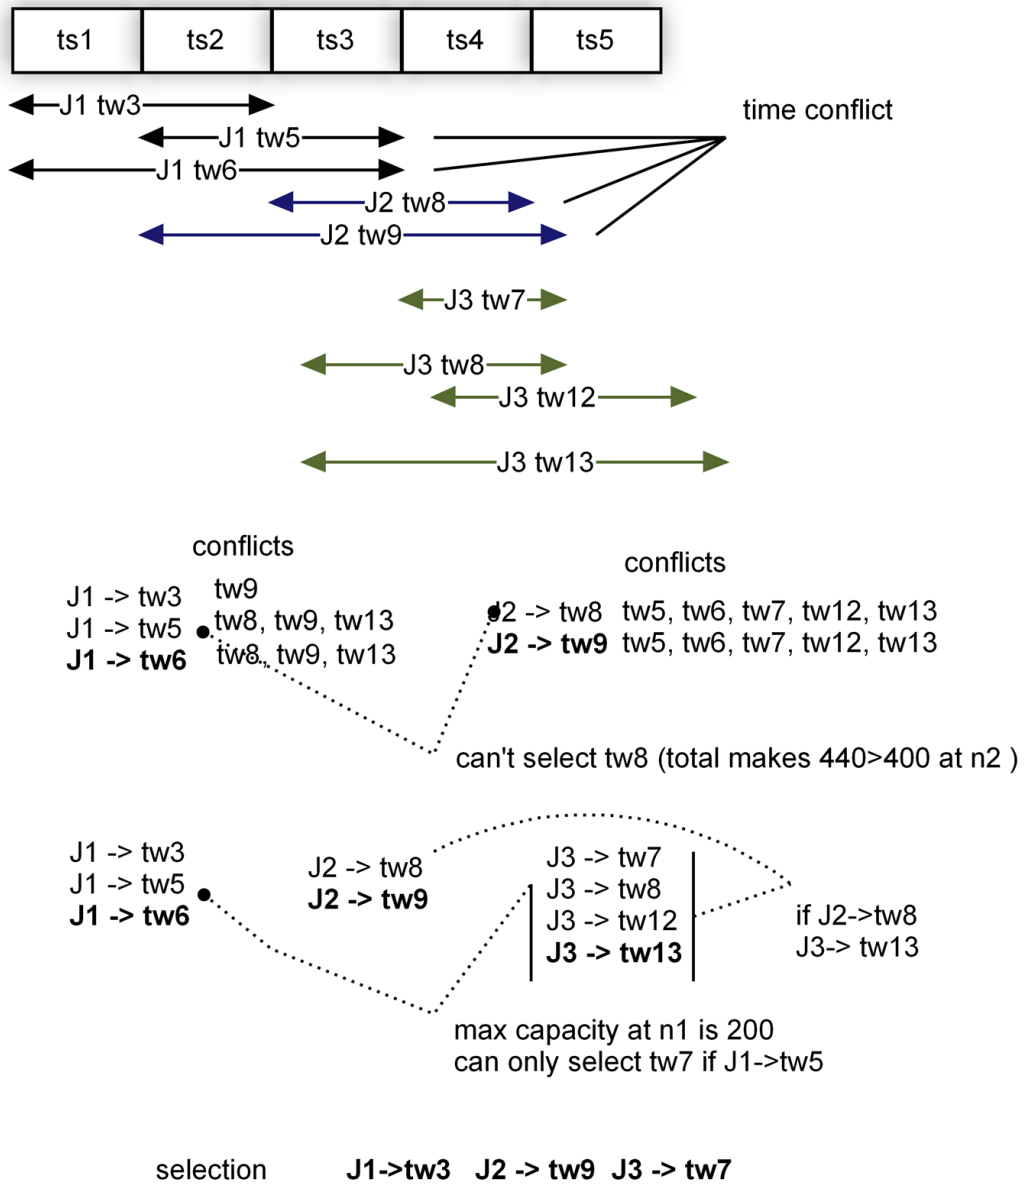 ts1 ts2 ts3 ts4 ts5
J1 tw3
time conflict
J1 tw5
J1 tw6
J2 tw8
J2 tw9
J3 tw7
J3 tw8
J3 tw12
J3 tw13
conflicts
J1 -> tw3 tw9
J1 -> tw5 tw8, tw9, tw13
J1 -> tw6 tw8, tw9, tw13
conflicts
J2 -> tw8 tw5, tw6, tw7, tw12, tw13
J2 -> tw9 tw5, tw6, tw7, tw12, tw13
can't select tw8 (total makes 440>400 at n2 )
J1 -> tw3
J1 -> tw5
J1 -> tw6
J2 -> tw8
J2 -> tw9
J3 -> tw7
J3 -> tw8
J3 -> tw12
J3 -> tw13
if J2->tw8
J3-> tw13
max capacity at n1 is 200
can only select tw7 if J1->tw5
selection J1->tw3 J2 -> tw9 J3 -> tw7